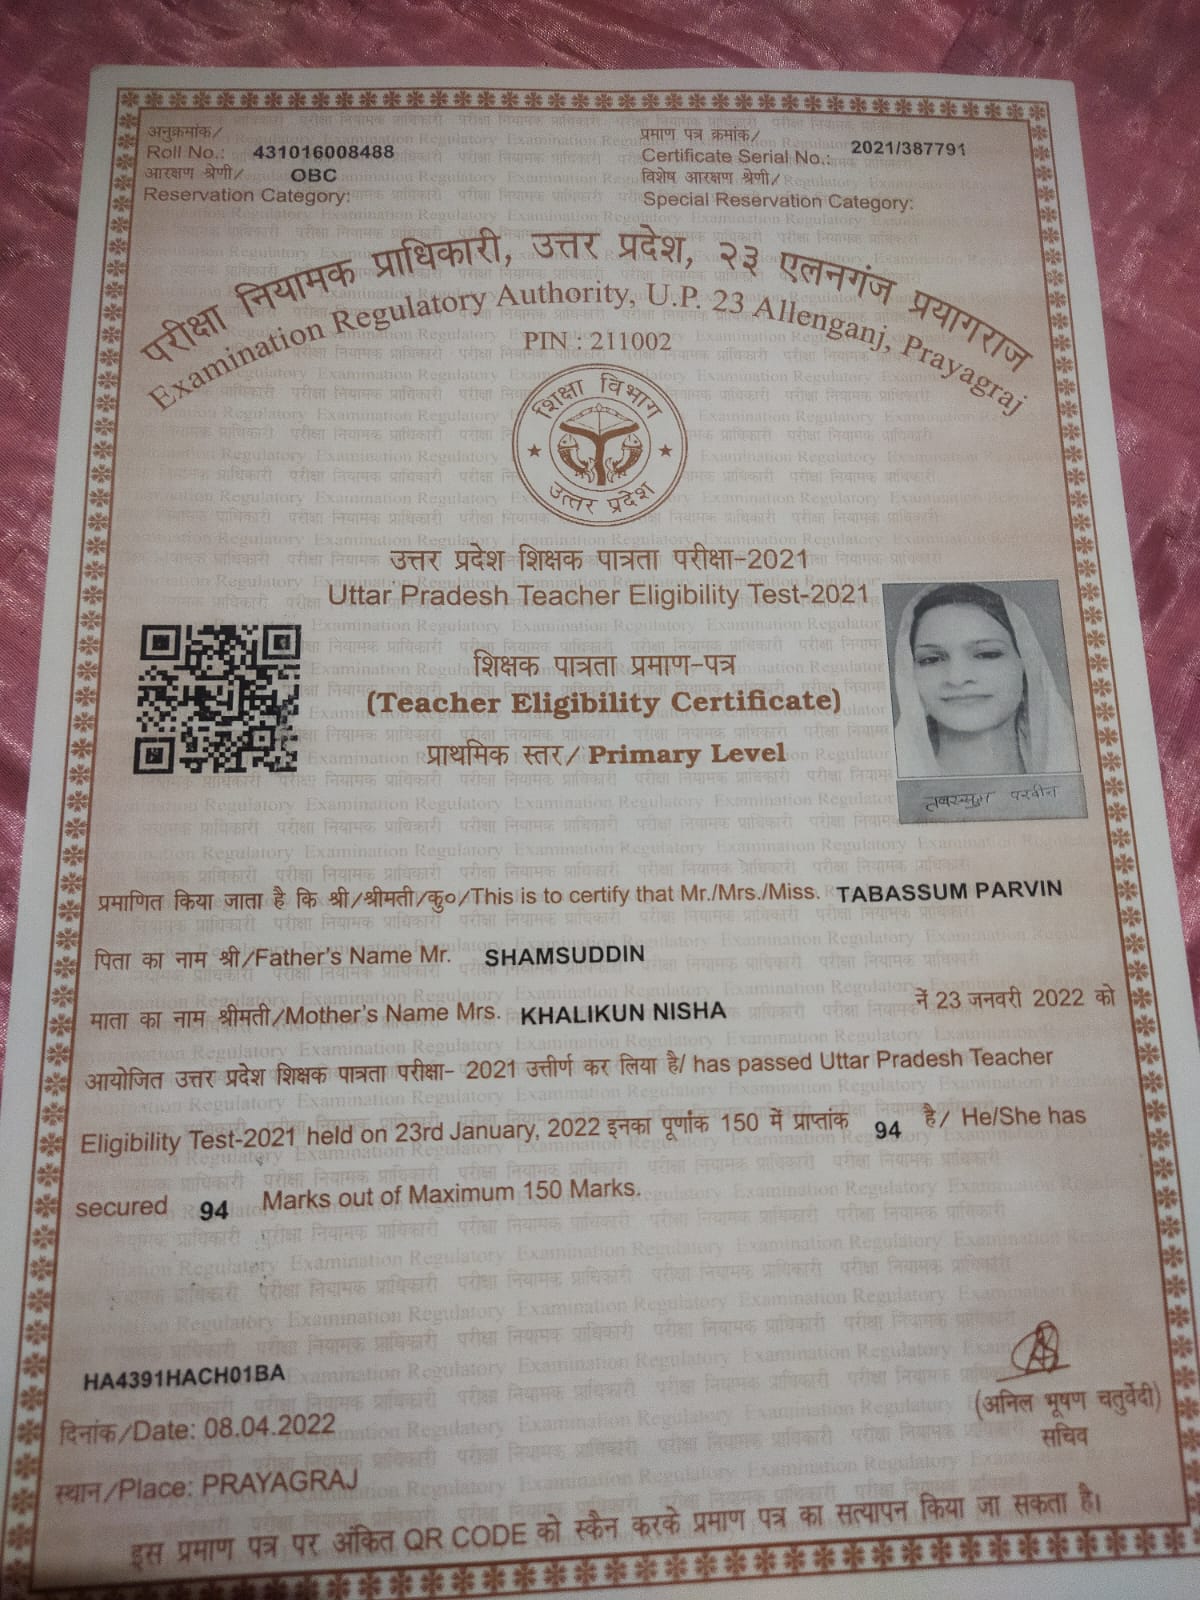 अनुक्रमांक/
Roll No.: 431016008488
आरक्षण श्रेणी/ OBC
Reservation Category:
प्रमाण पत्र क्रमांक/
Certificate Serial No.: 2021/387791
विशेष आरक्षण श्रेणी/
Special Reservation Category:
परीक्षा नियामक प्राधिकारी, उत्तर प्रदेश, २३ एलनगंज प्रयागराज
Examination Regulatory Authority, U.P. 23 Allenganj, Prayagraj
PIN : 211002
शिक्षा विभाग
उत्तर प्रदेश
उत्तर प्रदेश शिक्षक पात्रता परीक्षा-2021
Uttar Pradesh Teacher Eligibility Test-2021
शिक्षक पात्रता प्रमाण-पत्र
(Teacher Eligibility Certificate)
प्राथमिक स्तर/ Primary Level
तबस्सुम परवीन
प्रमाणित किया जाता है कि श्री/श्रीमती/कु०/This is to certify that Mr./Mrs./Miss. TABASSUM PARVIN
पिता का नाम श्री/Father's Name Mr. SHAMSUDDIN
माता का नाम श्रीमती/Mother's Name Mrs. KHALIKUN NISHA नें 23 जनवरी 2022 को
आयोजित उत्तर प्रदेश शिक्षक पात्रता परीक्षा- 2021 उत्तीर्ण कर लिया है/ has passed Uttar Pradesh Teacher
Eligibility Test-2021 held on 23rd January, 2022 इनका पूर्णांक 150 में प्राप्तांक 94 है/ He/She has
secured 94 Marks out of Maximum 150 Marks.
HA4391HACH01BA
दिनांक/Date: 08.04.2022
स्थान/Place: PRAYAGRAJ
(अनिल भूषण चतुर्वेदी)
सचिव
इस प्रमाण पत्र पर अंकित QR CODE को स्कैन करके प्रमाण पत्र का सत्यापन किया जा सकता है।